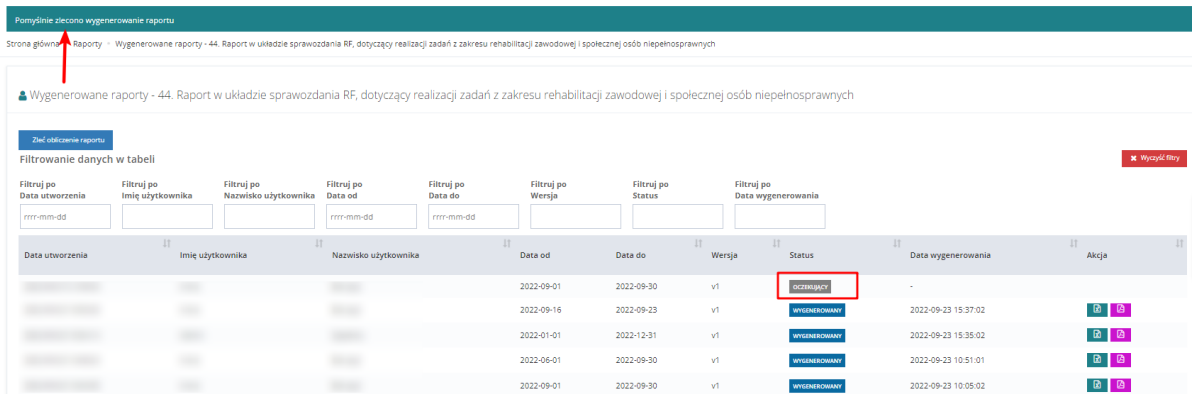 Pomyślnie zlecono wygenerowanie raportu
Strona główna Raporty Wygenerowane raporty - 44. Raport w układzie sprawozdania RF, dotyczący realizacji zadań z zakresu rehabilitacji zawodowej i społecznej osób niepełnosprawnych
Wygenerowane raporty - 44. Raport w układzie sprawozdania RF, dotyczący realizacji zadań z zakresu rehabilitacji zawodowej i społecznej osób niepełnosprawnych
Zleć obliczenie raportu
Filtrowanie danych w tabeli
Wyczyść filtry
Filtruj po Filtruj po Filtruj po Filtruj po Filtruj po Filtruj po Filtruj po Filtruj po
Data utworzenia Imię użytkownika Nazwisko użytkownika Data od Data do Wersja Status Data wygenerowania
rrrr-mm-dd rrrr-mm-dd rrrr-mm-dd
Data utworzenia Imię użytkownika Nazwisko użytkownika Data od Data do Wersja Status Data wygenerowania Akcja
2022-09-01 2022-09-30 v1 OCZEKUJĄCY -
2022-09-16 2022-09-23 v1 WYGENEROWANY 2022-09-23 15:37:02
2022-01-01 2022-12-31 v1 WYGENEROWANY 2022-09-23 15:35:02
2022-06-01 2022-09-30 v1 WYGENEROWANY 2022-09-23 10:51:01
2022-09-01 2022-09-30 v1 WYGENEROWANY 2022-09-23 10:05:02